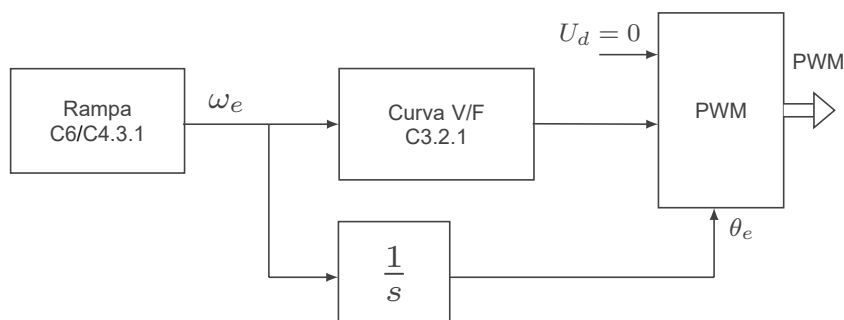 U_d = 0
PWM
Rampa
C6/C4.3.1
ω_e
Curva V/F
C3.2.1
PWM
θ_e
1
s